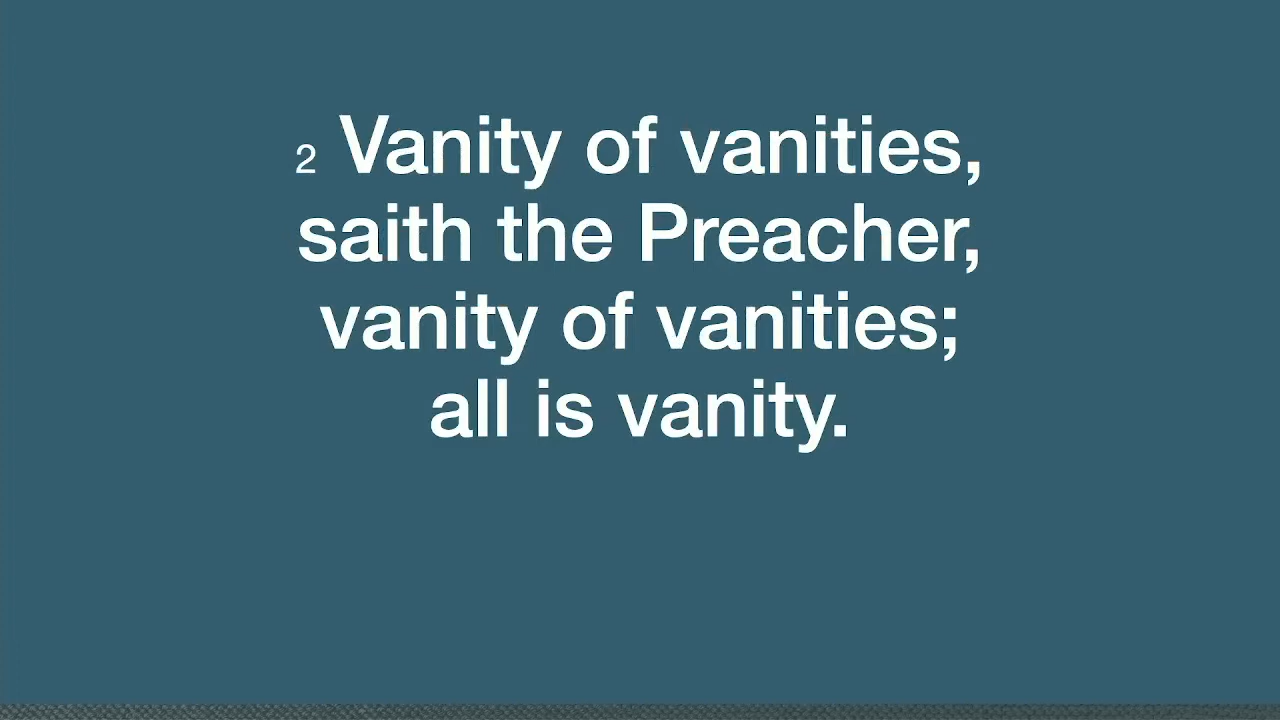 2 Vanity of vanities,
saith the Preacher,
vanity of vanities;
all is vanity.